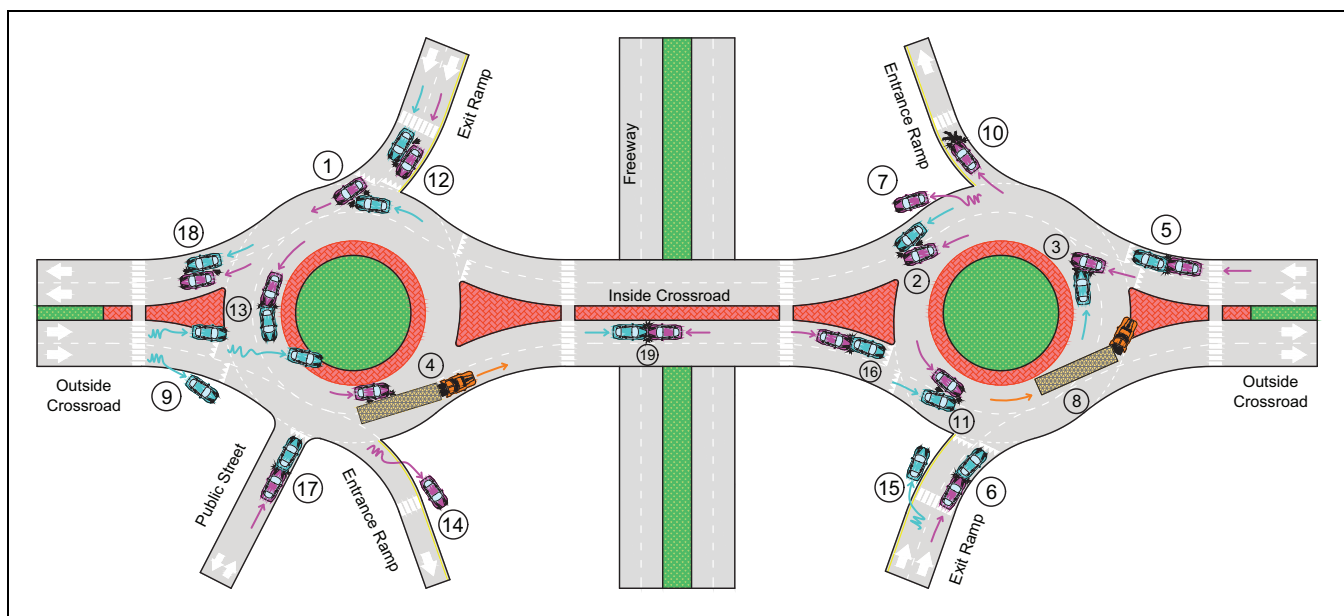 Exit Ramp
Entrance Ramp
Freeway
1
12
10
7
18
3
5
2
13
Inside Crossroad
19
16
4
9
8
11
Outside
Crossroad
Outside
Crossroad
Public Street
17
Entrance Ramp
14
15
6
Exit Ramp